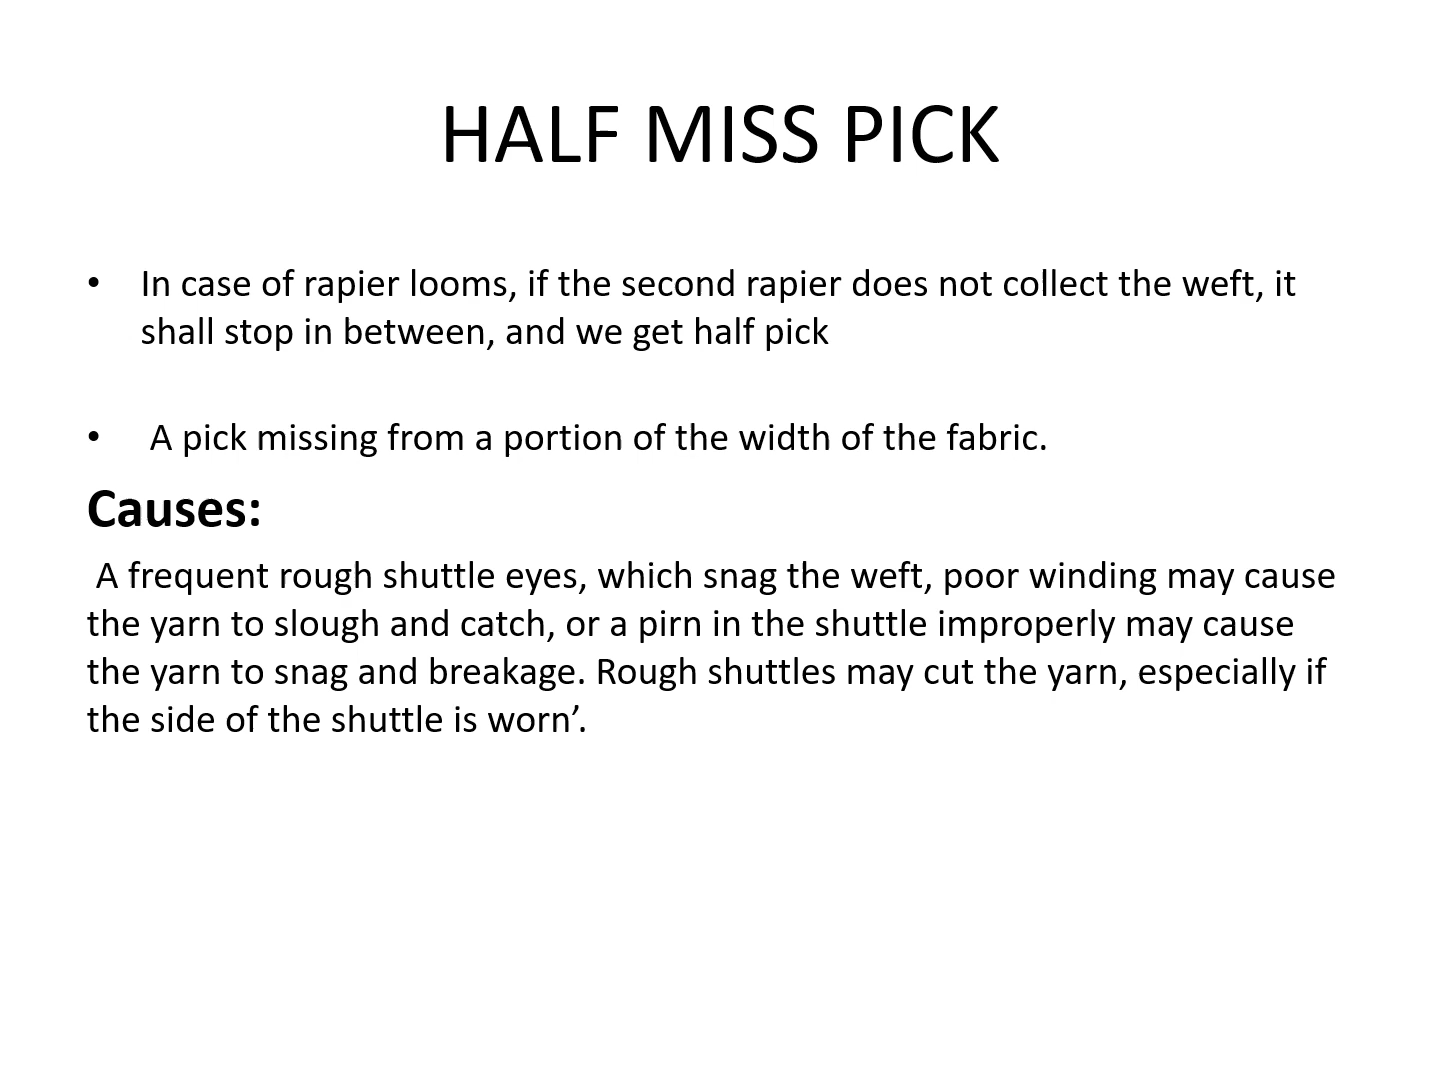 HALF MISS PICK
• In case of rapier looms, if the second rapier does not collect the weft, it
shall stop in between, and we get half pick
• A pick missing from a portion of the width of the fabric.
Causes:
A frequent rough shuttle eyes, which snag the weft, poor winding may cause
the yarn to slough and catch, or a pirn in the shuttle improperly may cause
the yarn to snag and breakage. Rough shuttles may cut the yarn, especially if
the side of the shuttle is worn’.